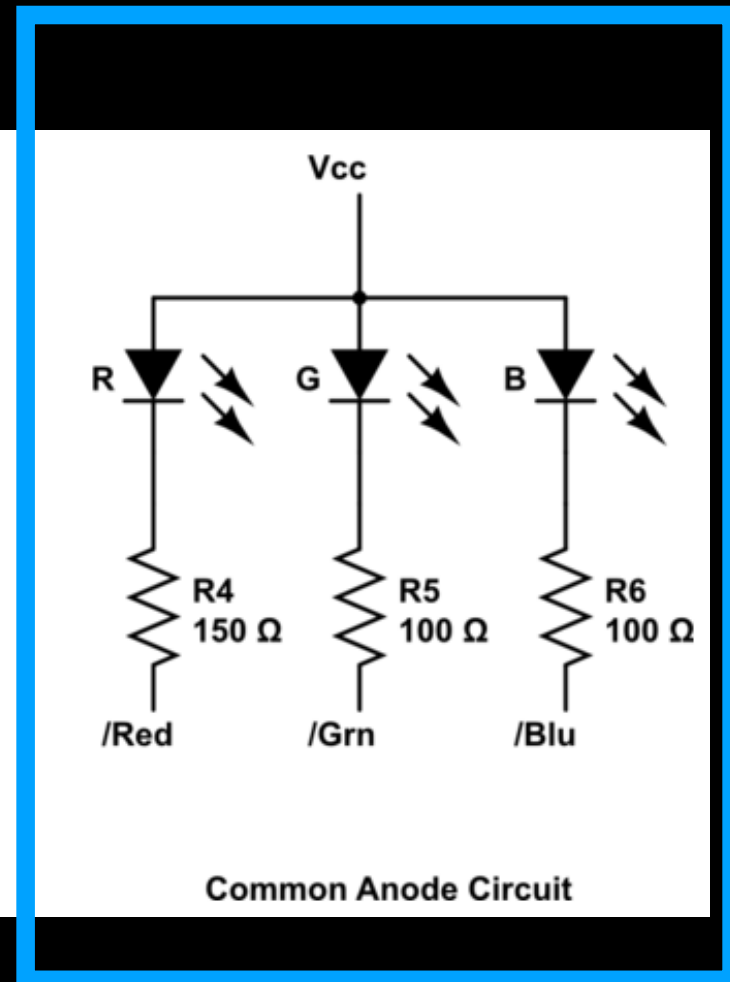 Vcc
R
G
B
R4
150 Ω
R5
100 Ω
R6
100 Ω
/Red
/Grn
/Blu
Common Anode Circuit